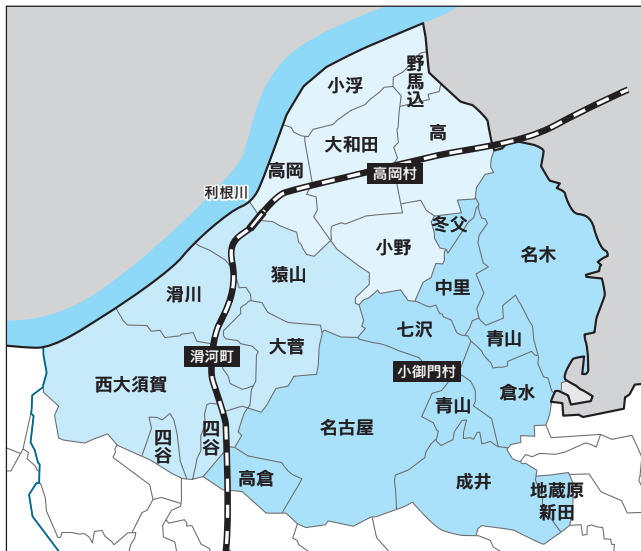 小浮
野馬込
大和田
高
高岡
高岡村
利根川
冬父
小野
名木
猿山
中里
滑川
七沢
青山
大菅
滑河町
小御門村
西大須賀
倉水
青山
名古屋
四谷
四谷
高倉
成井
地蔵原
新田